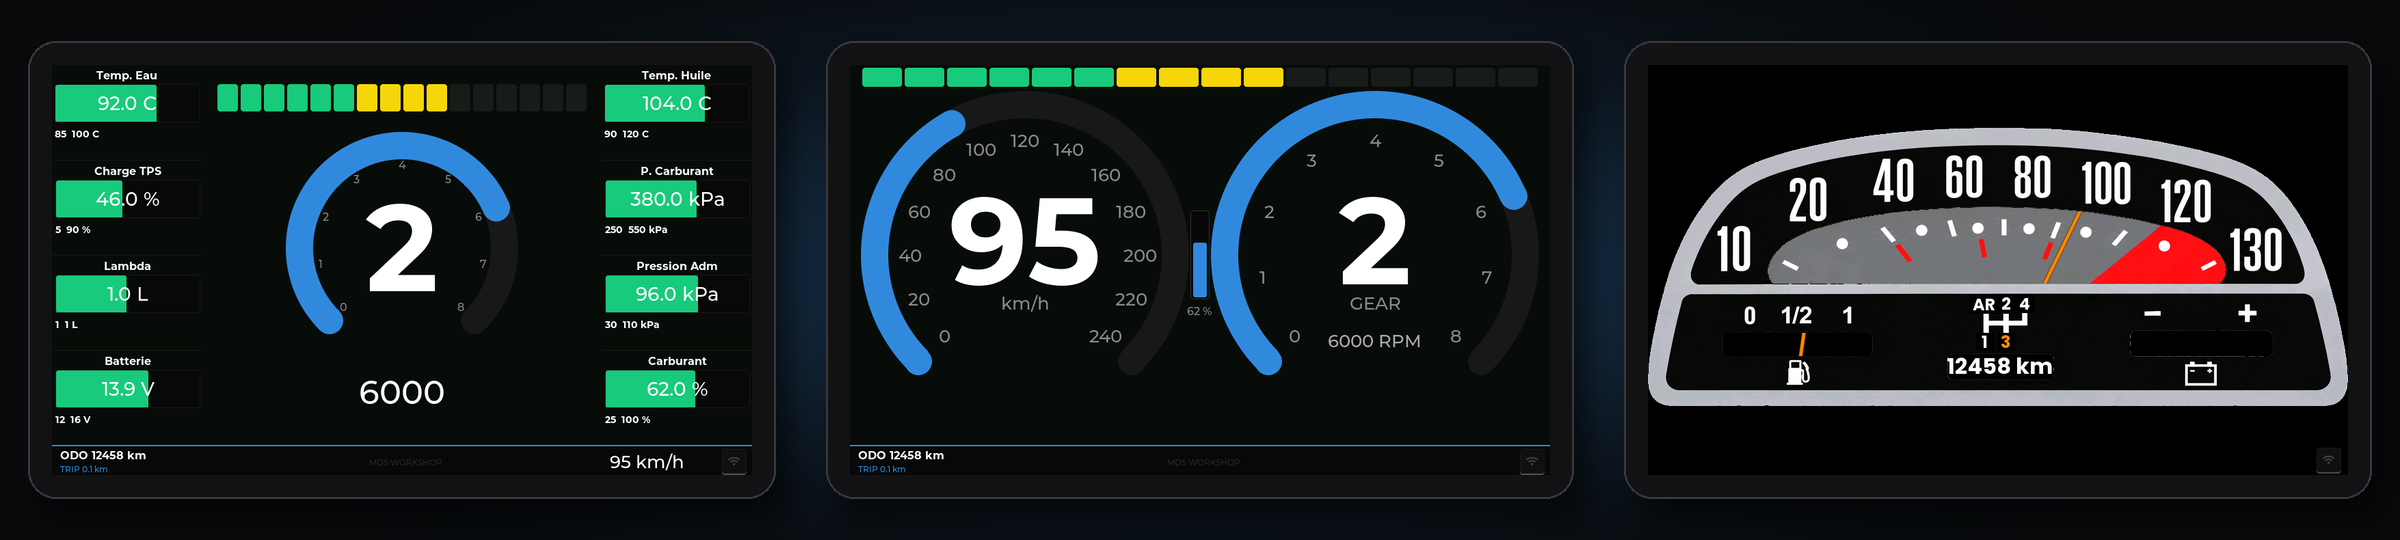 Temp. Eau
92.0 C
85 100 C
Charge TPS
46.0 %
5 90 %
Lambda
1.0 L
1 1 L
Batterie
13.9 V
12 16 V
0
1
2
3
4
5
6
7
8
2
6000
Temp. Huile
104.0 C
90 120 C
P. Carburant
380.0 kPa
250 550 kPa
Pression Adm
96.0 kPa
30 110 kPa
Carburant
62.0 %
25 100 %
ODO 12458 km
TRIP 0.1 km
MDS WORKSHOP
95 km/h
0
20
40
60
80
100
120
140
160
180
200
220
240
95
km/h
62 %
0
1
2
3
4
5
6
7
8
2
GEAR
6000 RPM
ODO 12458 km
TRIP 0.1 km
MDS WORKSHOP
10 20 40 60 80 100 120 130
0 1/2 1
AR 2 4
1 3
12458 km
− +